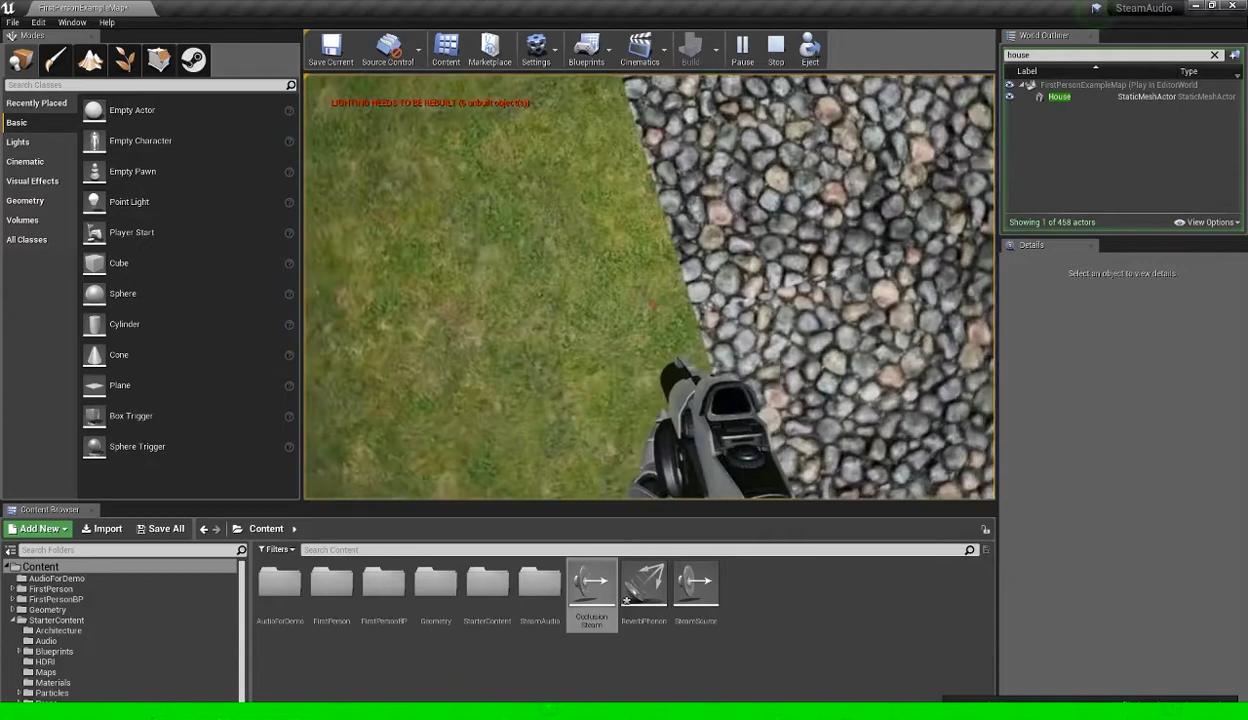 FirstPersonExampleMap*
SteamAudio
File Edit Window Help
Modes
Search Classes
Recently Placed
Basic
Lights
Cinematic
Visual Effects
Geometry
Volumes
All Classes
Empty Actor
Empty Character
Empty Pawn
Point Light
Player Start
Cube
Sphere
Cylinder
Cone
Plane
Box Trigger
Sphere Trigger
Save Current Source Control Content Marketplace Settings Blueprints Cinematics Build Pause Stop Eject
LIGHTING NEEDS TO BE REBUILT (6 unbuilt object(s))
World Outliner
house
Label Type
FirstPersonExampleMap (Play In Editor) World
House StaticMeshActor StaticMeshActor
Showing 1 of 458 actors View Options
Details
Select an object to view details.
Content Browser
Add New Import Save All Content
Search Folders
Filters Search Content
Content
AudioForDemo
FirstPerson
FirstPersonBP
Geometry
StarterContent
Architecture
Audio
Blueprints
HDRI
Maps
Materials
Particles
AudioForDemo FirstPerson FirstPersonBP Geometry StarterContent SteamAudio Occlusion Steam ReverbPhonon SteamSource